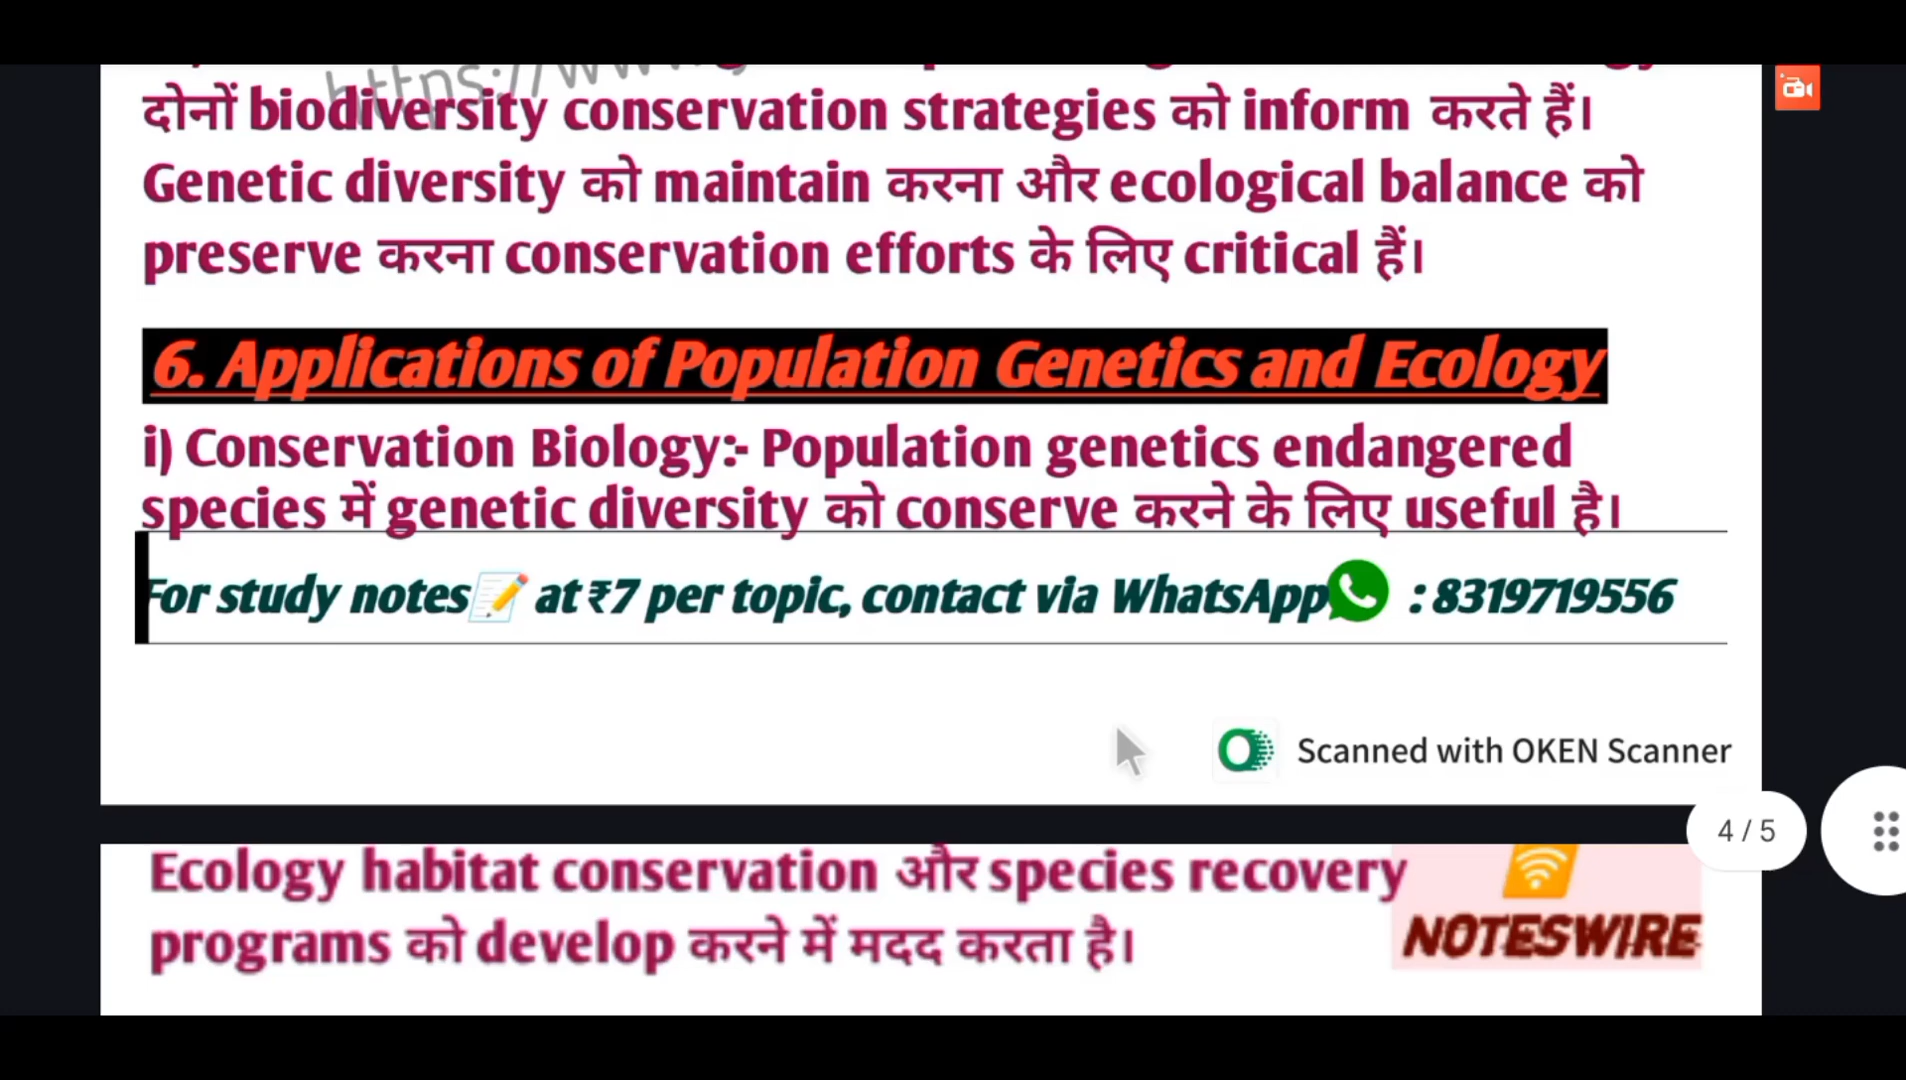 दोनों biodiversity conservation strategies को inform करते हैं।
Genetic diversity को maintain करना और ecological balance को
preserve करना conservation efforts के लिए critical हैं।
6. Applications of Population Genetics and Ecology
i) Conservation Biology:- Population genetics endangered
species में genetic diversity को conserve करने के लिए useful है।
For study notes📝 at ₹7 per topic, contact via WhatsApp : 8319719556
Scanned with OKEN Scanner
4 / 5
Ecology habitat conservation और species recovery
programs को develop करने में मदद करता है।
NOTESWIRE